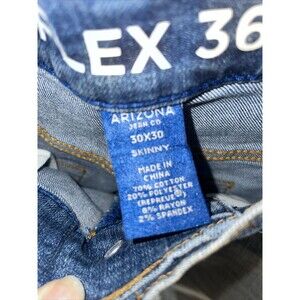 LEX 36
ARIZONA
JEAN CO.
30X30
SKINNY
MADE IN
CHINA
70% COTTON
20% POLYESTER
(REPREVE®)
8% RAYON
2% SPANDEX